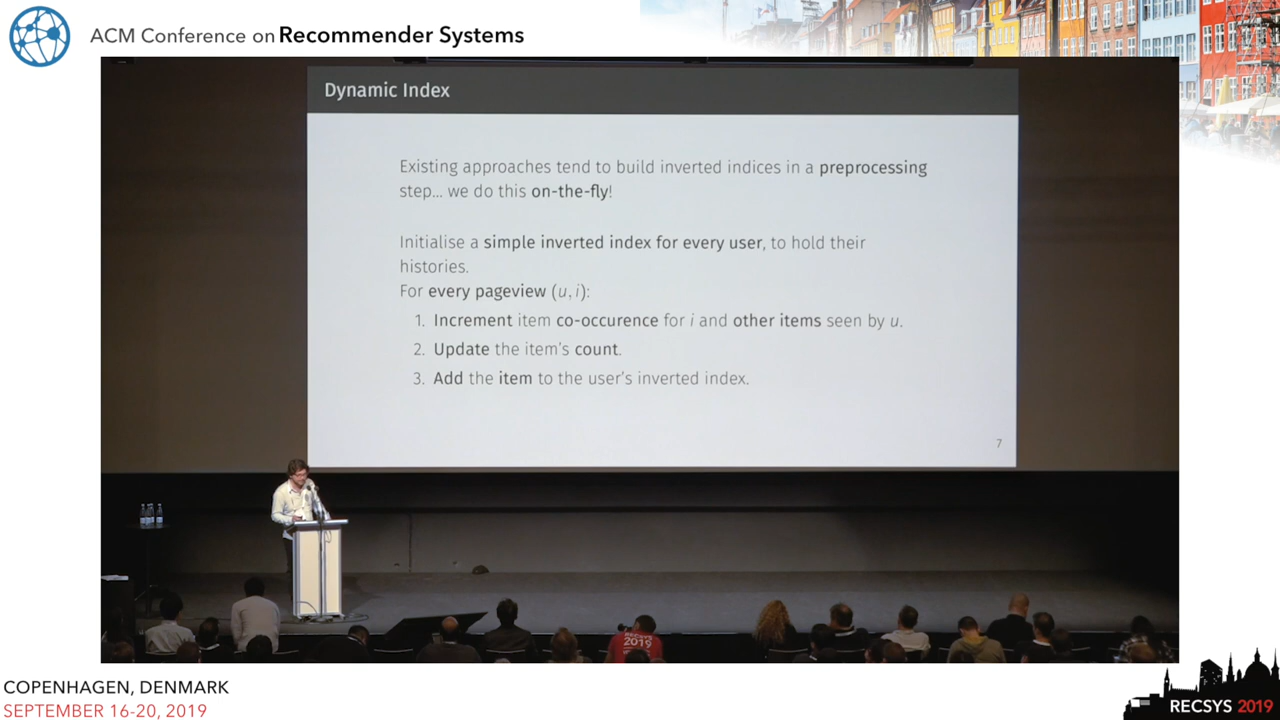 ACM Conference on Recommender Systems
Dynamic Index
Existing approaches tend to build inverted indices in a preprocessing
step... we do this on-the-fly!
Initialise a simple inverted index for every user, to hold their
histories.
For every pageview (u, i):
1. Increment item co-occurence for i and other items seen by u.
2. Update the item's count.
3. Add the item to the user's inverted index.
7
RECSYS
2019
COPENHAGEN, DENMARK
SEPTEMBER 16-20, 2019
RECSYS 2019